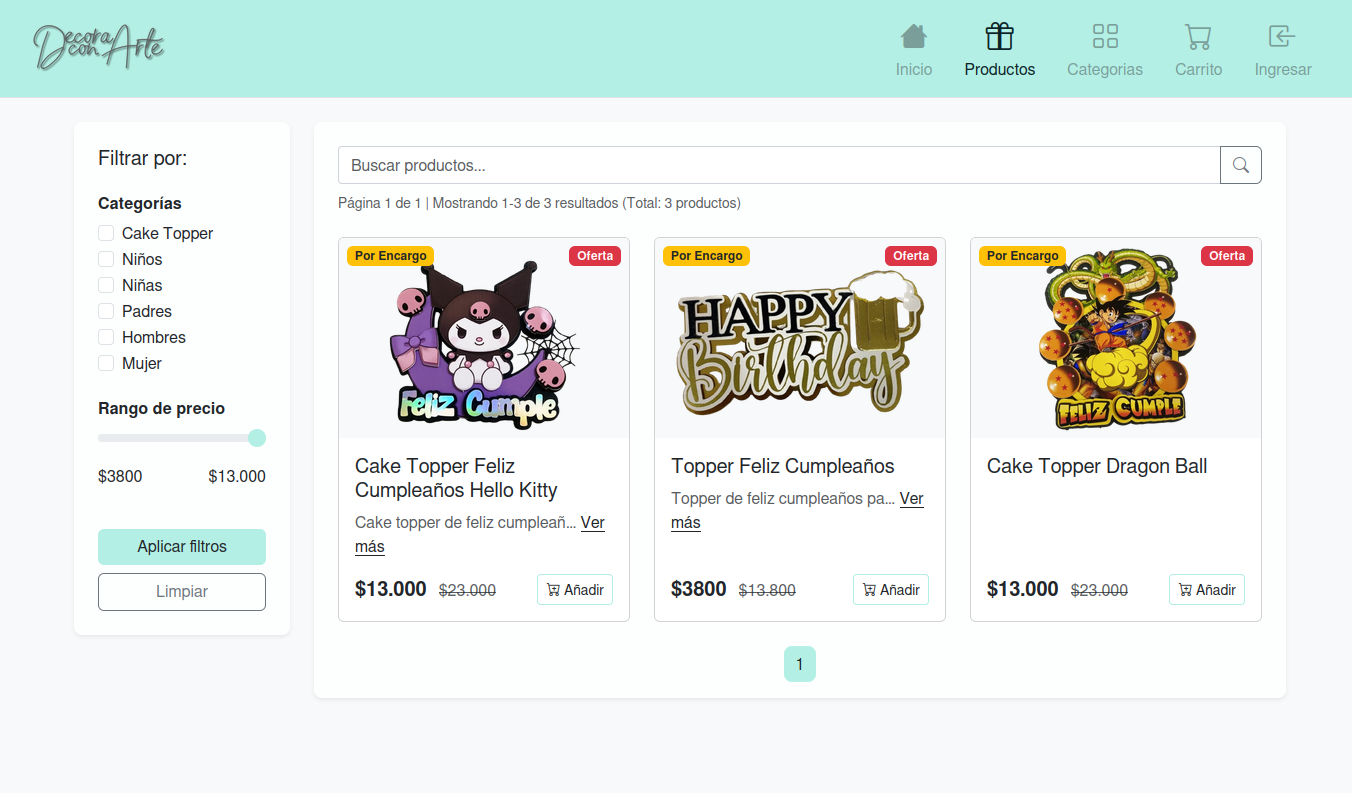 Decora con Arte
Inicio
Productos
Categorias
Carrito
Ingresar
Filtrar por:
Categorías
Cake Topper
Niños
Niñas
Padres
Hombres
Mujer
Rango de precio
$3800 $13.000
Aplicar filtros
Limpiar
Buscar productos...
Página 1 de 1 | Mostrando 1-3 de 3 resultados (Total: 3 productos)
Por Encargo Oferta
Feliz Cumple
Cake Topper Feliz
Cumpleaños Hello Kitty
Cake topper de feliz cumpleañ... Ver
más
$13.000 $23.000 Añadir
Por Encargo Oferta
HAPPY
Birthday
Topper Feliz Cumpleaños
Topper de feliz cumpleaños pa... Ver
más
$3800 $13.800 Añadir
Por Encargo Oferta
FELIZ CUMPLE
Cake Topper Dragon Ball
$13.000 $23.000 Añadir
1